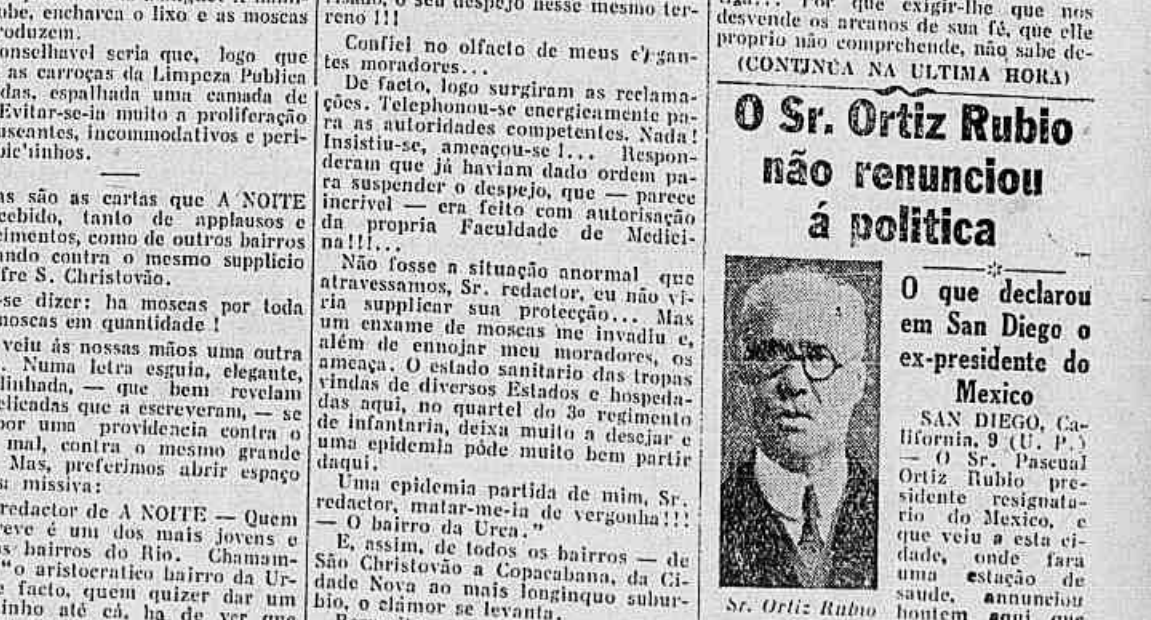 obe, encharca o lixo e as moscas
roduzem.
onselhavel seria que, logo que
as carroças da Limpeza Publica
das, espalhada uma camada de
Evitar-se-ia muito a proliferação
useantes, incommodativos e peri-
as são as cartas que A NOITE
cebido, tanto de applausos e
cimentos, como de outros bairros
ando contra o mesmo supplicio
fre S. Christovão.
-se dizer: ha moscas por toda
moscas em quantidade !
veiu ás nossas mãos uma outra
. Numa letra esguia, elegante,
linhada, — que bem revelam
elicadas que a escreveram, — se
por uma providencia contra o
mal, contra o mesmo grande
Mas, preferimos abrir espaço
a missiva:
redactor de A NOITE — Quem
reve é um dos mais jovens e
s bairros do Rio. Chamam-
"o aristocratico bairro da Ur-
e facto, quem quizer dar um
inho até cá, ha de ver que
o seu despejo nesse mesmo ter-
reno !!!
Confiei no olfacto de meus elegan-
tes moradores...
De facto, logo surgiram as reclama-
ções. Telephonou-se energicamente pa-
ra as autoridades competentes. Nada!
Insistiu-se, ameaçou-se !... Respon-
deram que já haviam dado ordem pa-
ra suspender o despejo, que — parece
incrivel — era feito com autorisação
da propria Faculdade de Medici-
na!!!...
Não fosse a situação anormal que
atravessamos, Sr. redactor, eu não vi-
ria supplicar sua protecção... Mas
um enxame de moscas me invadiu e,
além de ennojar meu moradores, os
ameaça. O estado sanitario das tropas
vindas de diversos Estados e hospeda-
das aqui, no quartel do 3º regimento
de infantaria, deixa muito a desejar e
uma epidemia póde muito bem partir
daqui.
Uma epidemia partida de mim, Sr.
redactor, matar-me-ia de vergonha!!!
— O bairro da Urca."
E, assim, de todos os bairros — de
São Christovão a Copacabana, da Ci-
dade Nova ao mais longinquo subur-
bio, o clamor se levanta.
Por que exigir-lhe que nos
desvende os arcanos de sua fé, que elle
proprio não comprehende, não sabe de-
(CONTINÚA NA ULTIMA HORA)
O Sr. Ortiz Rubio
não renunciou
á politica
O que declarou
em San Diego o
ex-presidente do
Mexico
SAN DIEGO, Ca-
lifornia, 9 (U. P.)
— O Sr. Pascual
Ortiz Rubio pre-
sidente resignata-
rio do Mexico, e
que veiu a esta ci-
dade, onde fara
uma estação de
saude, annunciou
hontem aqui que
Sr. Ortiz Rubio